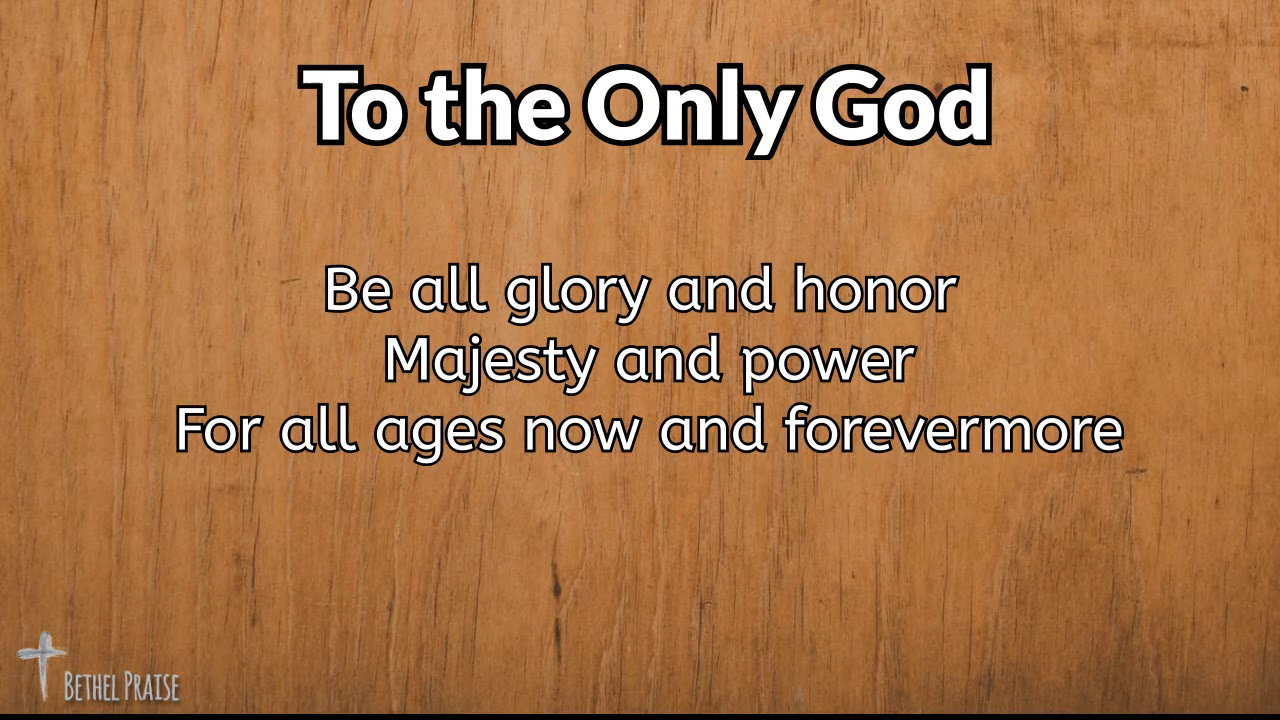 To the Only God
Be all glory and honor
Majesty and power
For all ages now and forevermore
Bethel Praise